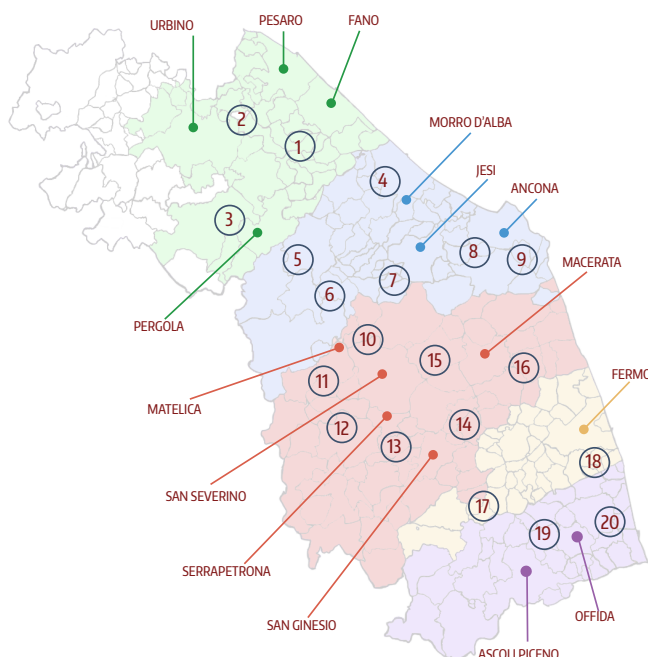 URBINO
PESARO
FANO
MORRO D'ALBA
JESI
ANCONA
MACERATA
FERMO
PERGOLA
MATELICA
SAN SEVERINO
SERRAPETRONA
SAN GINESIO
OFFIDA
ASCOLI PICENO
1
2
3
4
5
6
7
8
9
10
11
12
13
14
15
16
17
18
19
20